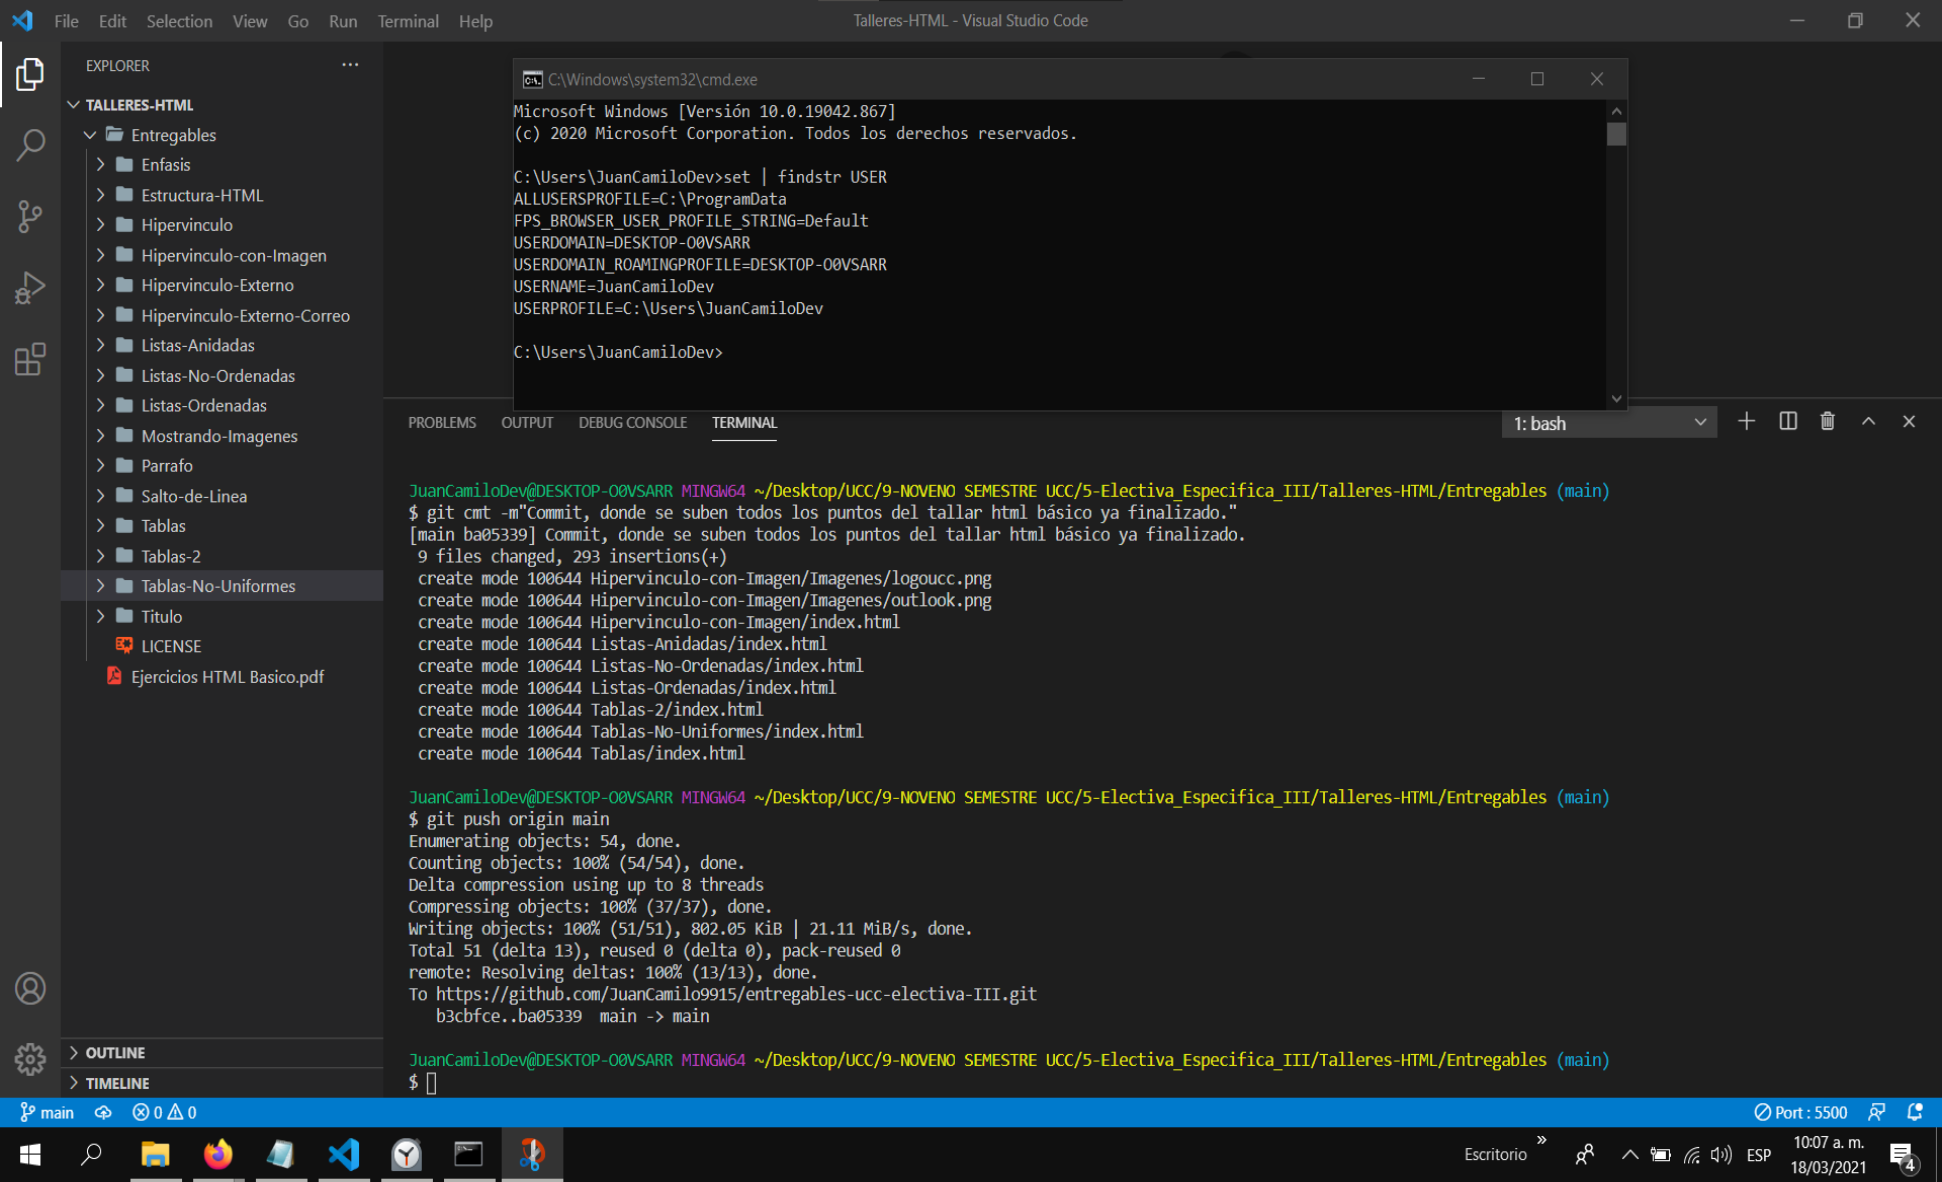 File Edit Selection View Go Run Terminal Help
Talleres-HTML - Visual Studio Code
EXPLORER
TALLERES-HTML
Entregables
Enfasis
Estructura-HTML
Hipervinculo
Hipervinculo-con-Imagen
Hipervinculo-Externo
Hipervinculo-Externo-Correo
Listas-Anidadas
Listas-No-Ordenadas
Listas-Ordenadas
Mostrando-Imagenes
Parrafo
Salto-de-Linea
Tablas
Tablas-2
Tablas-No-Uniformes
Titulo
LICENSE
Ejercicios HTML Basico.pdf
OUTLINE
TIMELINE
C:\Windows\system32\cmd.exe
Microsoft Windows [Versión 10.0.19042.867]
(c) 2020 Microsoft Corporation. Todos los derechos reservados.
C:\Users\JuanCamiloDev>set | findstr USER
ALLUSERSPROFILE=C:\ProgramData
FPS_BROWSER_USER_PROFILE_STRING=Default
USERDOMAIN=DESKTOP-O0VSARR
USERDOMAIN_ROAMINGPROFILE=DESKTOP-O0VSARR
USERNAME=JuanCamiloDev
USERPROFILE=C:\Users\JuanCamiloDev
C:\Users\JuanCamiloDev>
PROBLEMS OUTPUT DEBUG CONSOLE TERMINAL
1: bash
JuanCamiloDev@DESKTOP-O0VSARR MINGW64 ~/Desktop/UCC/9-NOVENO SEMESTRE UCC/5-Electiva_Especifica_III/Talleres-HTML/Entregables (main)
$ git cmt -m"Commit, donde se suben todos los puntos del tallar html básico ya finalizado."
[main ba05339] Commit, donde se suben todos los puntos del tallar html básico ya finalizado.
9 files changed, 293 insertions(+)
create mode 100644 Hipervinculo-con-Imagen/Imagenes/logoucc.png
create mode 100644 Hipervinculo-con-Imagen/Imagenes/outlook.png
create mode 100644 Hipervinculo-con-Imagen/index.html
create mode 100644 Listas-Anidadas/index.html
create mode 100644 Listas-No-Ordenadas/index.html
create mode 100644 Listas-Ordenadas/index.html
create mode 100644 Tablas-2/index.html
create mode 100644 Tablas-No-Uniformes/index.html
create mode 100644 Tablas/index.html
JuanCamiloDev@DESKTOP-O0VSARR MINGW64 ~/Desktop/UCC/9-NOVENO SEMESTRE UCC/5-Electiva_Especifica_III/Talleres-HTML/Entregables (main)
$ git push origin main
Enumerating objects: 54, done.
Counting objects: 100% (54/54), done.
Delta compression using up to 8 threads
Compressing objects: 100% (37/37), done.
Writing objects: 100% (51/51), 802.05 KiB | 21.11 MiB/s, done.
Total 51 (delta 13), reused 0 (delta 0), pack-reused 0
remote: Resolving deltas: 100% (13/13), done.
To https://github.com/JuanCamilo9915/entregables-ucc-electiva-III.git
b3cbfce..ba05339 main -> main
JuanCamiloDev@DESKTOP-O0VSARR MINGW64 ~/Desktop/UCC/9-NOVENO SEMESTRE UCC/5-Electiva_Especifica_III/Talleres-HTML/Entregables (main)
$
main 0 0
Port : 5500
Escritorio
ESP
10:07 a. m.
18/03/2021
4